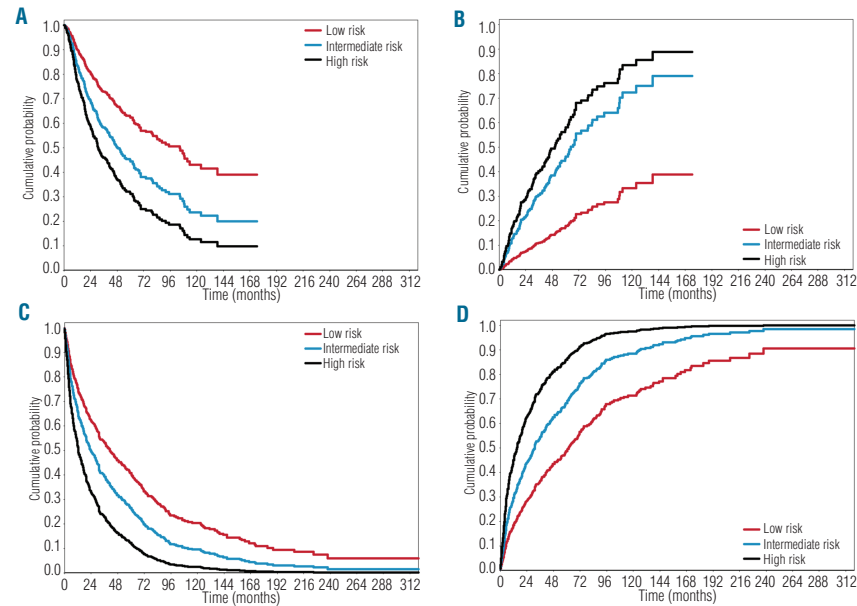 A
Cumulative probability
1.0
0.9
0.8
0.7
0.6
0.5
0.4
0.3
0.2
0.1
0.0
Low risk
Intermediate risk
High risk
0 24 48 72 96 120 144 168 192 216 240 264 288 312
Time (months)
B
Cumulative probability
1.0
0.9
0.8
0.7
0.6
0.5
0.4
0.3
0.2
0.1
0.0
Low risk
Intermediate risk
High risk
0 24 48 72 96 120 144 168 192 216 240 264 288 312
Time (months)
C
Cumulative probability
1.0
0.9
0.8
0.7
0.6
0.5
0.4
0.3
0.2
0.1
0.0
Low risk
Intermediate risk
High risk
0 24 48 72 96 120 144 168 192 216 240 264 288 312
Time (months)
D
Cumulative probability
1.0
0.9
0.8
0.7
0.6
0.5
0.4
0.3
0.2
0.1
0.0
Low risk
Intermediate risk
High risk
0 24 48 72 96 120 144 168 192 216 240 264 288 312
Time (months)